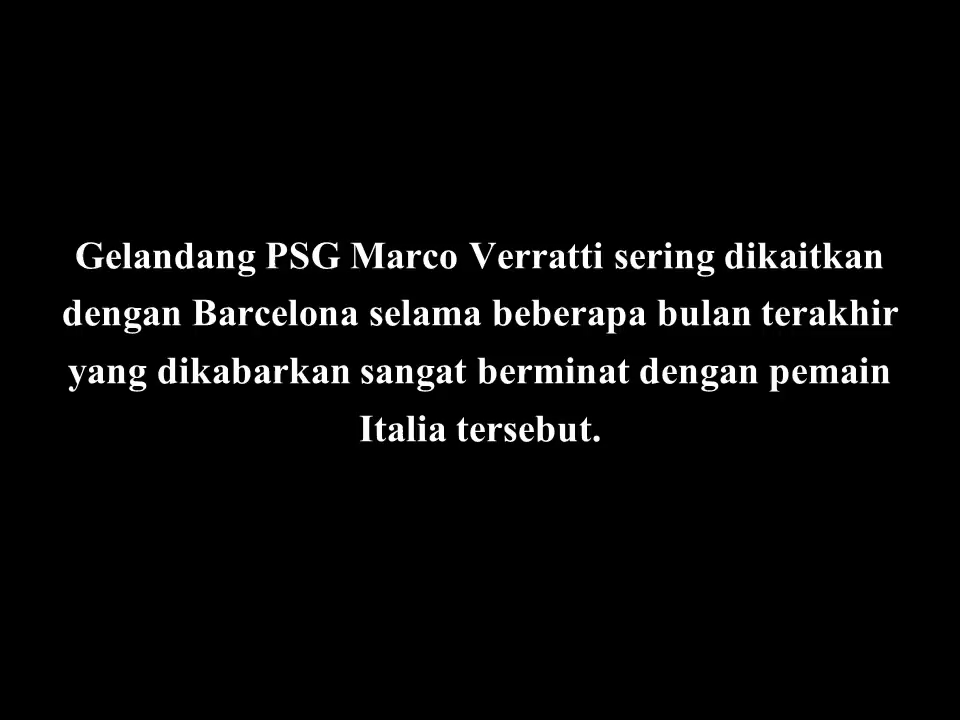 Gelandang PSG Marco Verratti sering dikaitkan
dengan Barcelona selama beberapa bulan terakhir
yang dikabarkan sangat berminat dengan pemain
Italia tersebut.